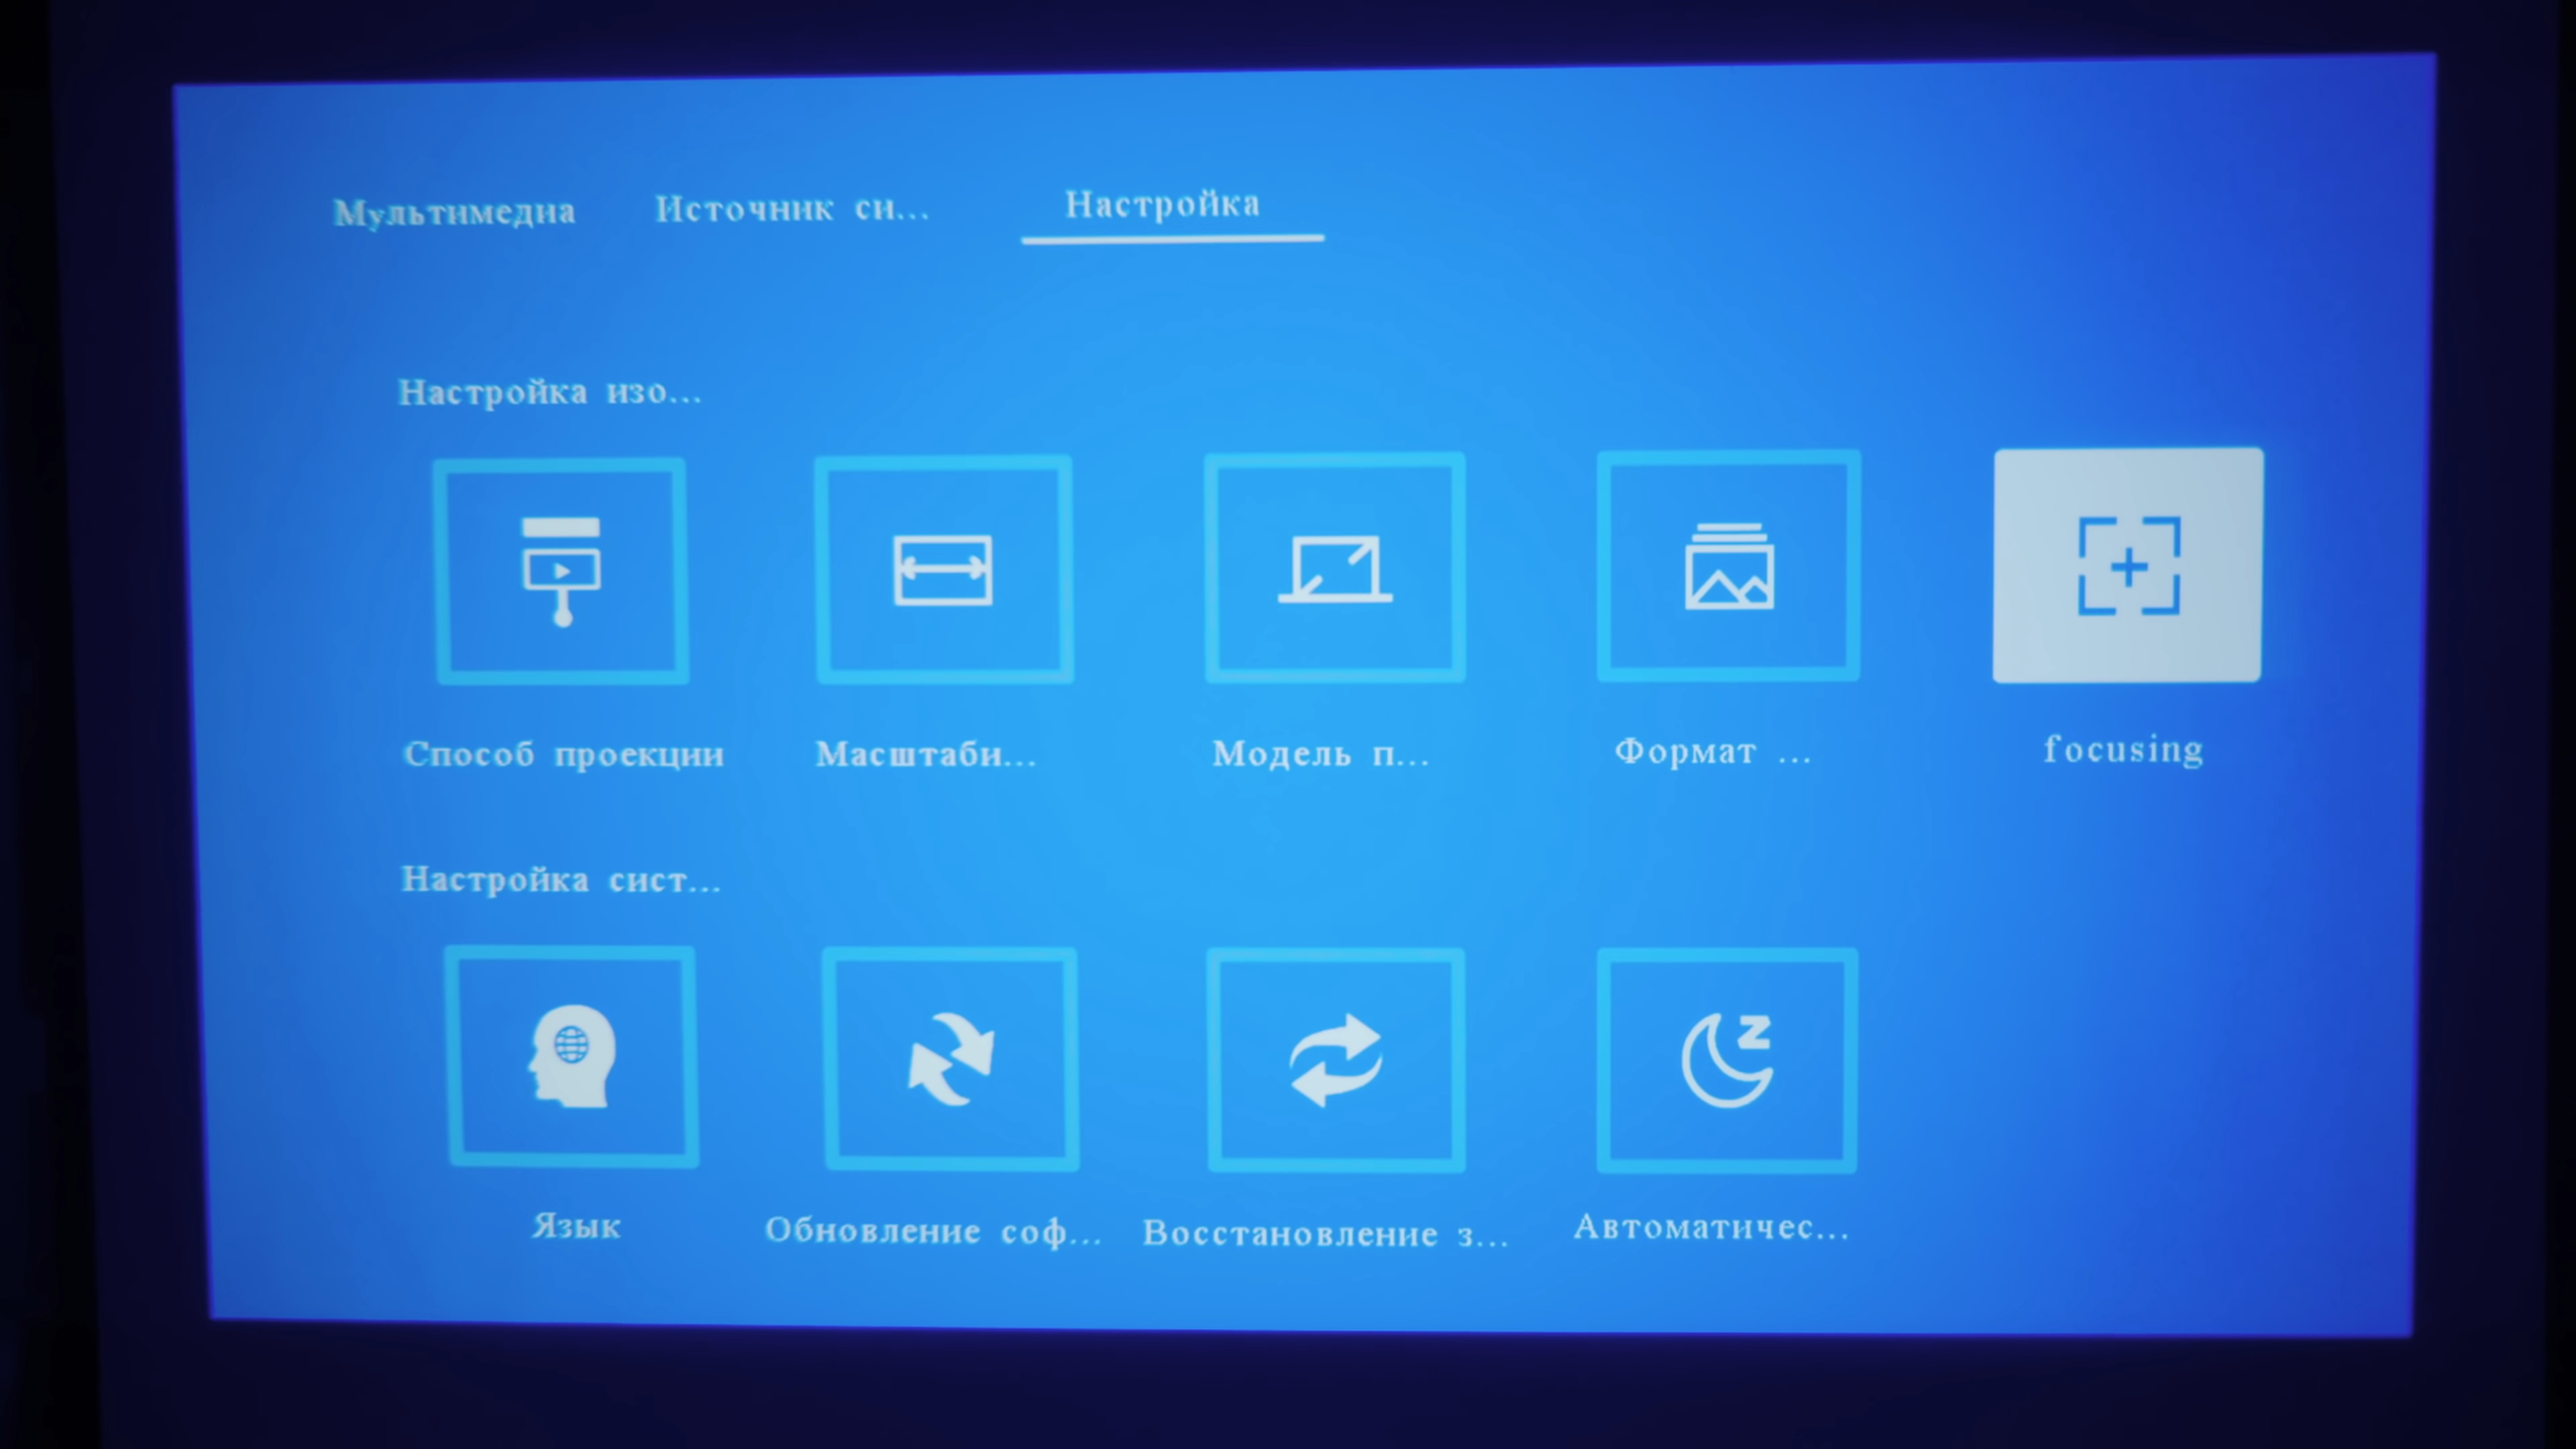 Мультимедиа Источник си... Настройка
Настройка изо...
Способ проекции Масштаби... Модель п... Формат ... focusing
Настройка сист...
Язык Обновление соф... Восстановление з... Автоматичес...